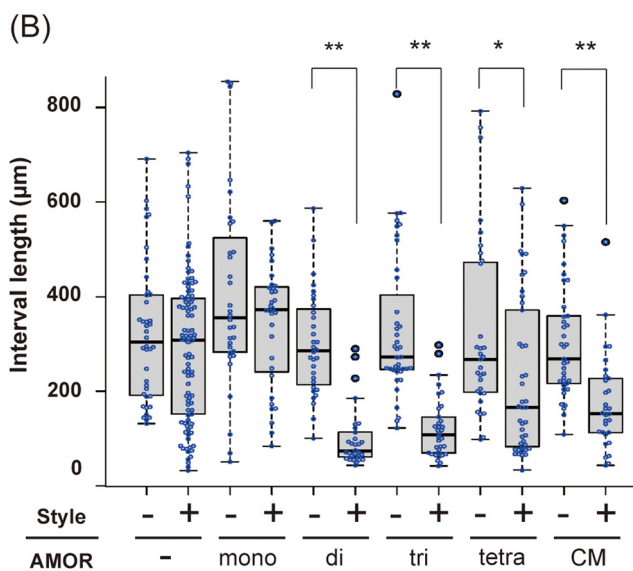 (B)
** ** * **
Interval length (μm)
800
600
400
200
0
Style - + - + - + - + - + - +
AMOR - mono di tri tetra CM